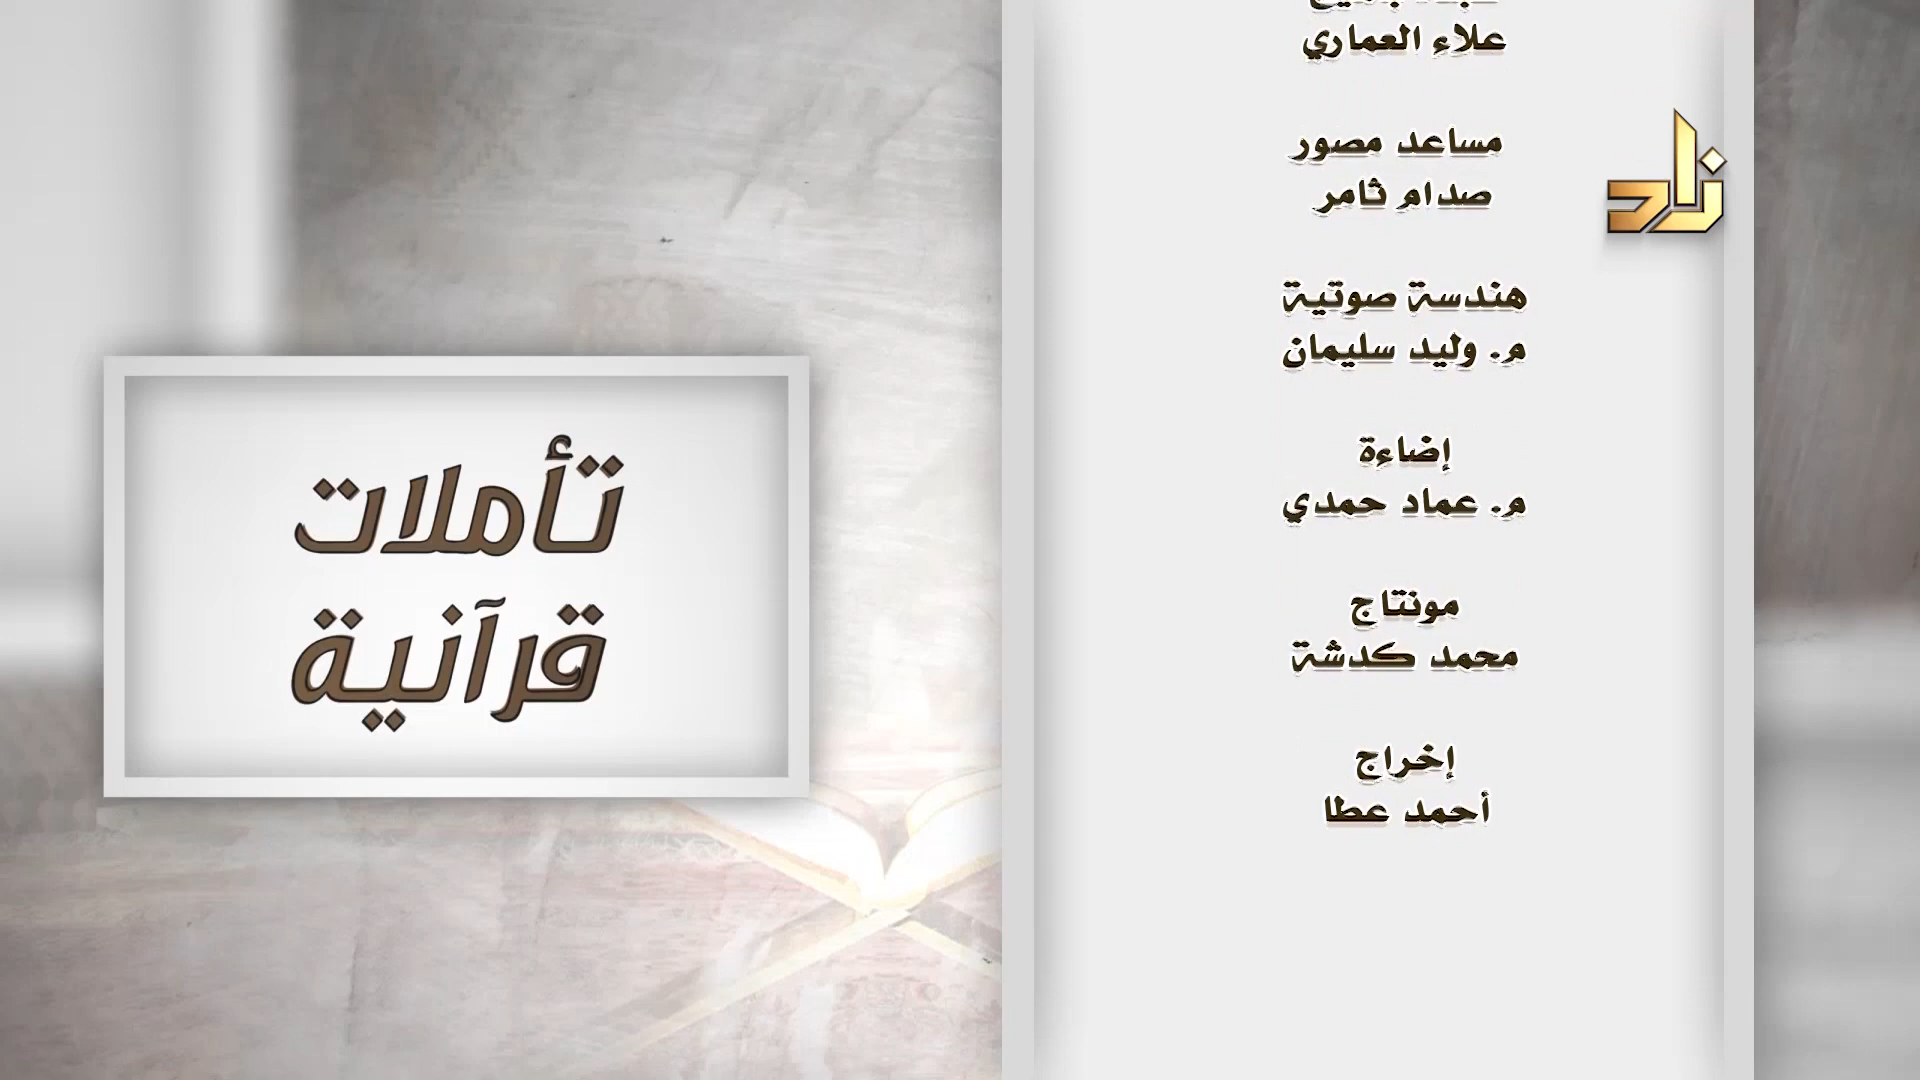 علاء العماري
مساعد مصور
صدام ثامر
هندسة صوتية
م. وليد سليمان
إضاءة
م. عماد حمدي
مونتاج
محمد كدشة
إخراج
أحمد عطا
زاد
تأملات
قرآنية